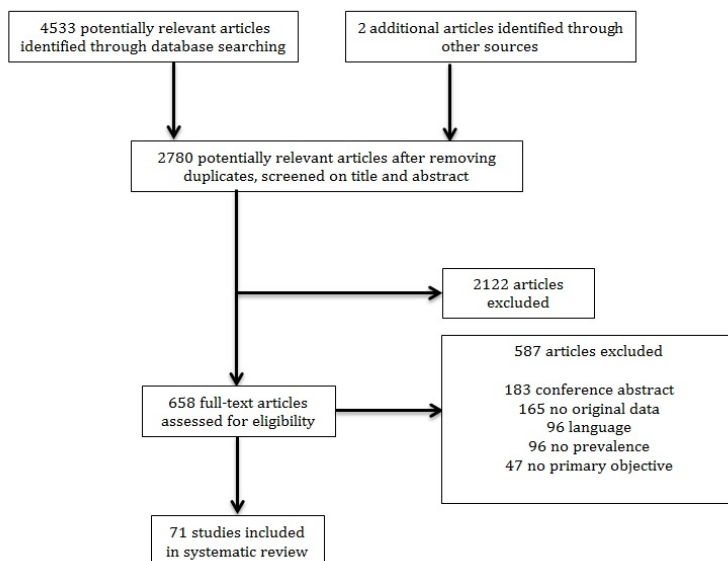 4533 potentially relevant articles
identified through database searching
2 additional articles identified through
other sources
2780 potentially relevant articles after removing
duplicates, screened on title and abstract
2122 articles
excluded
587 articles excluded
183 conference abstract
165 no original data
96 language
96 no prevalence
47 no primary objective
658 full-text articles
assessed for eligibility
71 studies included
in systematic review